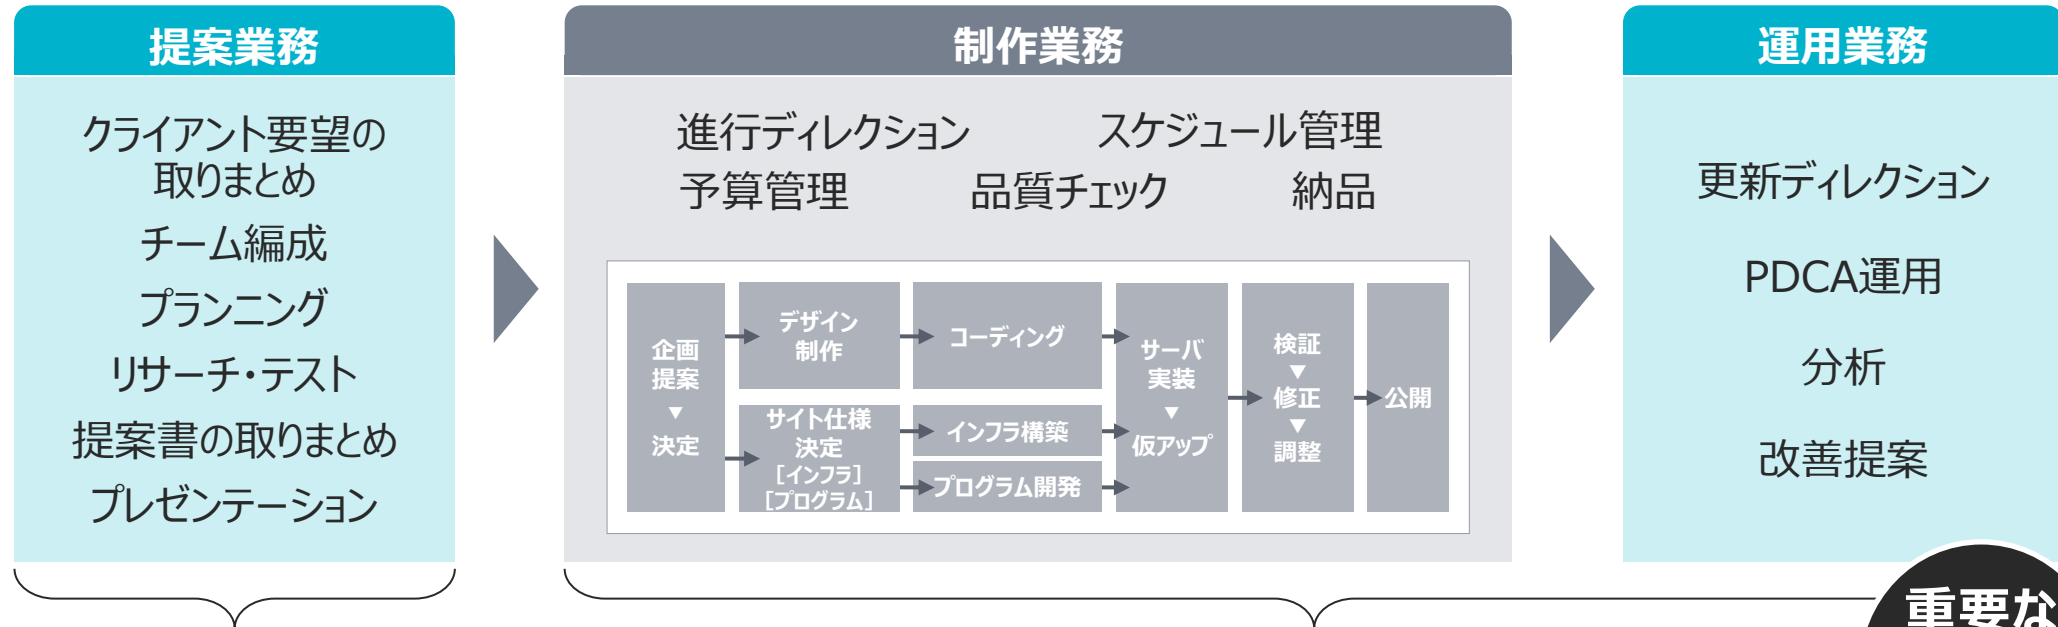 提案業務
クライアント要望の
取りまとめ
チーム編成
プランニング
リサーチ・テスト
提案書の取りまとめ
プレゼンテーション
制作業務
進行ディレクション
スケジュール管理
予算管理
品質チェック
納品
企画
提案
▼
決定
デザイン
制作
サイト仕様
決定
[インフラ]
[プログラム]
コーディング
インフラ構築
プログラム開発
サーバ
実装
▼
仮アップ
検証
▼
修正
▼
調整
公開
運用業務
更新ディレクション
PDCA運用
分析
改善提案
重要な